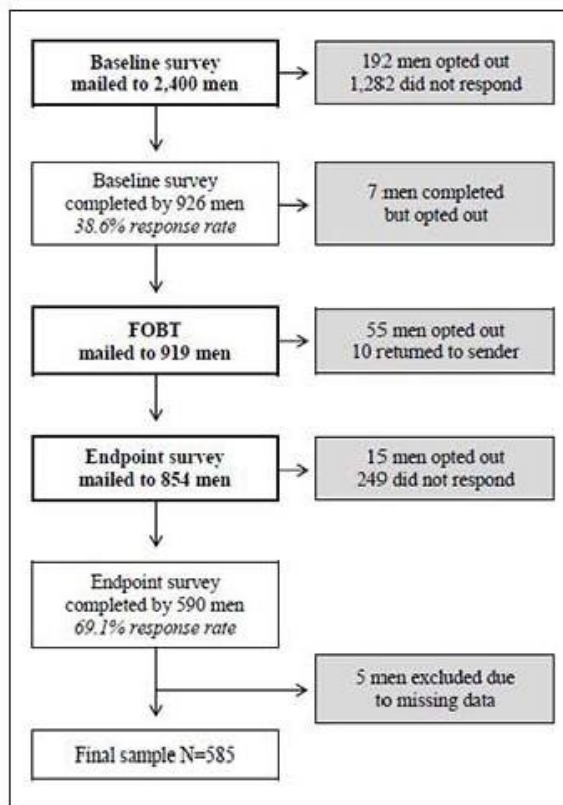 Baseline survey
mailed to 2,400 men
192 men opted out
1,282 did not respond
Baseline survey
completed by 926 men
38.6% response rate
7 men completed
but opted out
FOBT
mailed to 919 men
55 men opted out
10 returned to sender
Endpoint survey
mailed to 854 men
15 men opted out
249 did not respond
Endpoint survey
completed by 590 men
69.1% response rate
5 men excluded due
to missing data
Final sample N=585